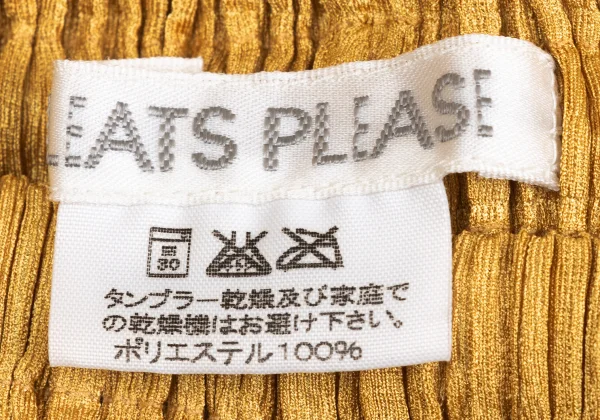 LEATS PLEASE
30
タンブラー乾燥及び家庭で
の乾燥機はお避け下さい。
ポリエステル100%